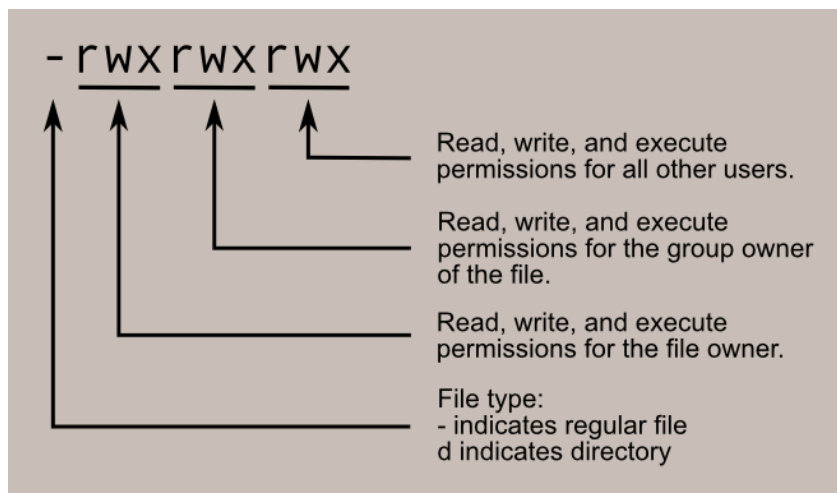 -rwxrwxrwx
Read, write, and execute
permissions for all other users.
Read, write, and execute
permissions for the group owner
of the file.
Read, write, and execute
permissions for the file owner.
File type:
- indicates regular file
d indicates directory